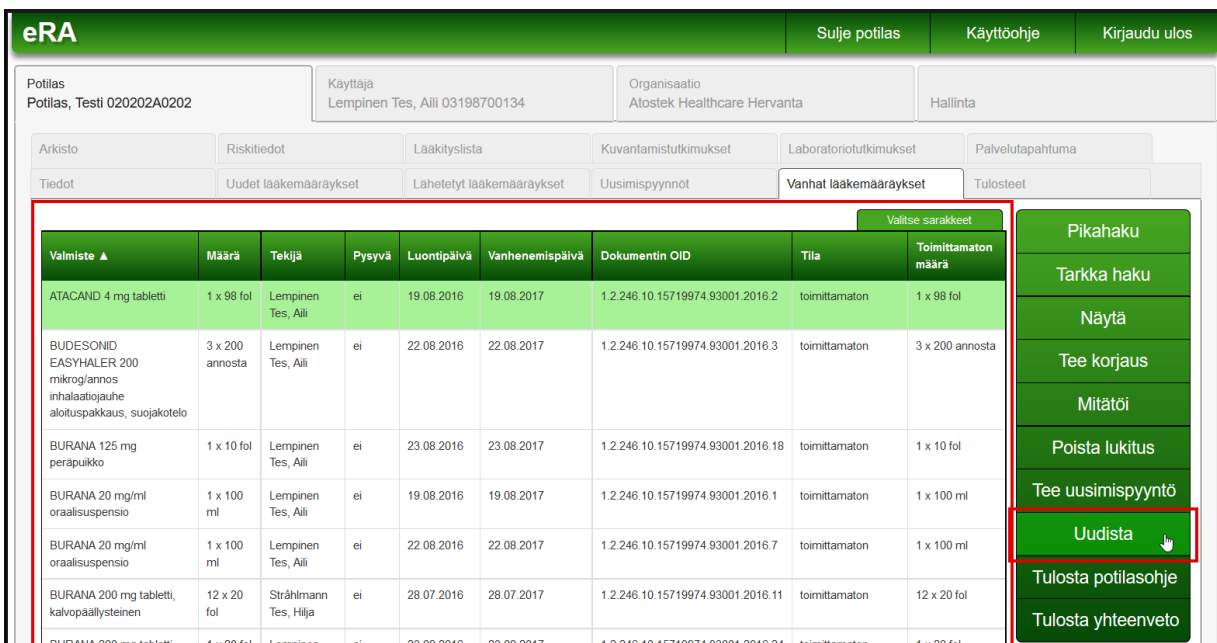 eRA
Sulje potilas
Käyttöohje
Kirjaudu ulos
Potilas
Potilas, Testi 020202A0202
Käyttäjä
Lempinen Tes, Aili 03198700134
Organisaatio
Atostek Healthcare Hervanta
Hallinta
Arkisto
Riskitiedot
Lääkityslista
Kuvantamistutkimukset
Laboratoriotutkimukset
Palvelutapahtuma
Tiedot
Uudet lääkemääräykset
Lähetetyt lääkemääräykset
Uusimispyynnöt
Vanhat lääkemääräykset
Tulosteet
Valitse sarakkeet
Valmiste ▲ Määrä Tekijä Pysyvä Luontipäivä Vanhenemispäivä Dokumentin OID Tila Toimittamaton
määrä
ATACAND 4 mg tabletti 1 x 98 fol Lempinen ei 19.08.2016 19.08.2017 1.2.246.10.15719974.93001.2016.2 toimittamaton 1 x 98 fol
Tes, Aili
BUDESONID 3 x 200 Lempinen ei 22.08.2016 22.08.2017 1.2.246.10.15719974.93001.2016.3 toimittamaton 3 x 200 annosta
EASYHALER 200 annosta Tes, Aili
mikrog/annos
inhalaatiojauhe
aloituspakkaus, suojakotelo
BURANA 125 mg 1 x 10 fol Lempinen ei 23.08.2016 23.08.2017 1.2.246.10.15719974.93001.2016.18 toimittamaton 1 x 10 fol
peräpuikko Tes, Aili
BURANA 20 mg/ml 1 x 100 Lempinen ei 19.08.2016 19.08.2017 1.2.246.10.15719974.93001.2016.1 toimittamaton 1 x 100 ml
oraalisuspensio ml Tes, Aili
BURANA 20 mg/ml 1 x 100 Lempinen ei 22.08.2016 22.08.2017 1.2.246.10.15719974.93001.2016.7 toimittamaton 1 x 100 ml
oraalisuspensio ml Tes, Aili
BURANA 200 mg tabletti, 12 x 20 Stråhlmann ei 28.07.2016 28.07.2017 1.2.246.10.15719974.93001.2016.11 toimittamaton 12 x 20 fol
kalvopäällysteinen fol Tes, Hilja
Pikahaku
Tarkka haku
Näytä
Tee korjaus
Mitätöi
Poista lukitus
Tee uusimispyyntö
Uudista
Tulosta potilasohje
Tulosta yhteenveto